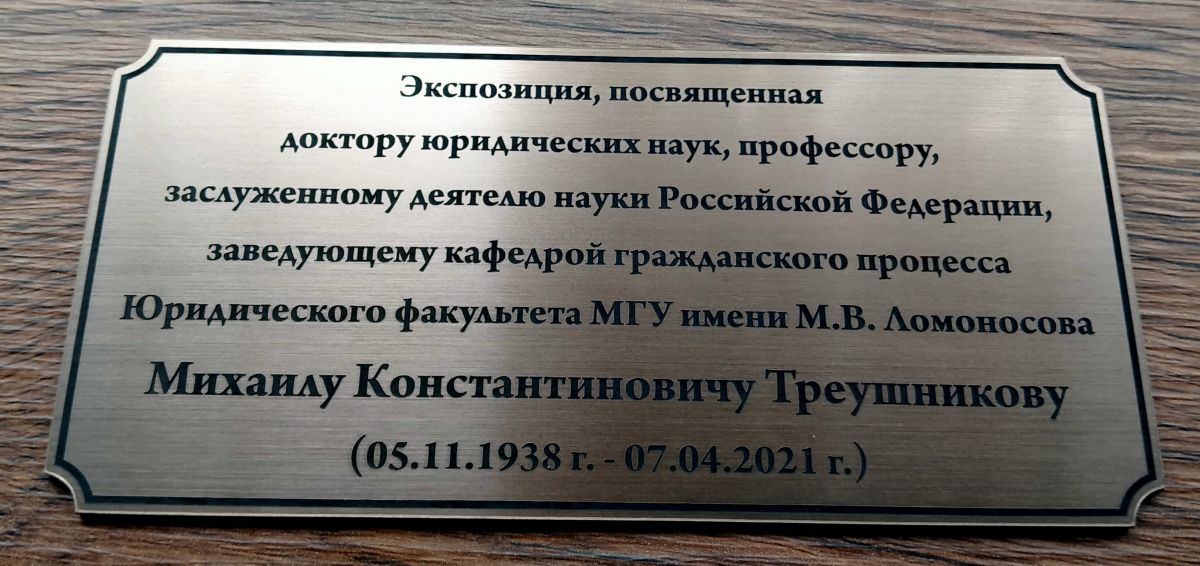 Экспозиция, посвященная
доктору юридических наук, профессору,
заслуженному деятелю науки Российской Федерации,
заведующему кафедрой гражданского процесса
Юридического факультета МГУ имени М.В. Ломоносова
Михаилу Константиновичу Треушникову
(05.11.1938 г. - 07.04.2021 г.)